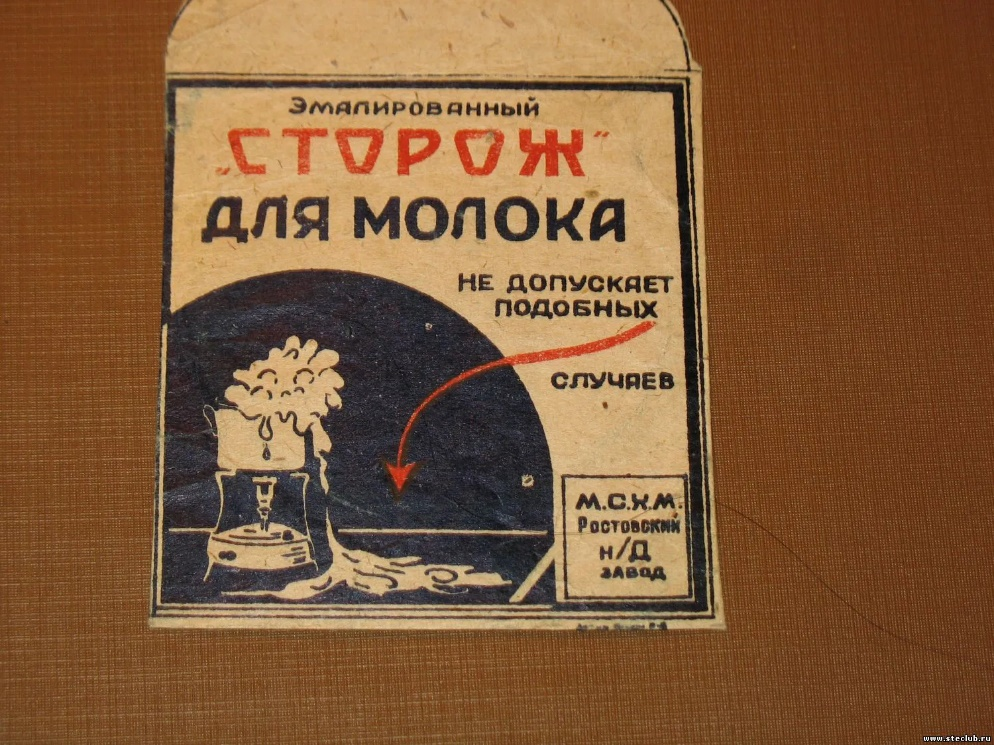 Эмалированный
„СТОРОЖ"
ДЛЯ МОЛОКА
НЕ ДОПУСКАЕТ
ПОДОБНЫХ
СЛУЧАЕВ
М.С.Х.М.
Ростовский
н/Д
ЗАВОД
www.steclub.ru